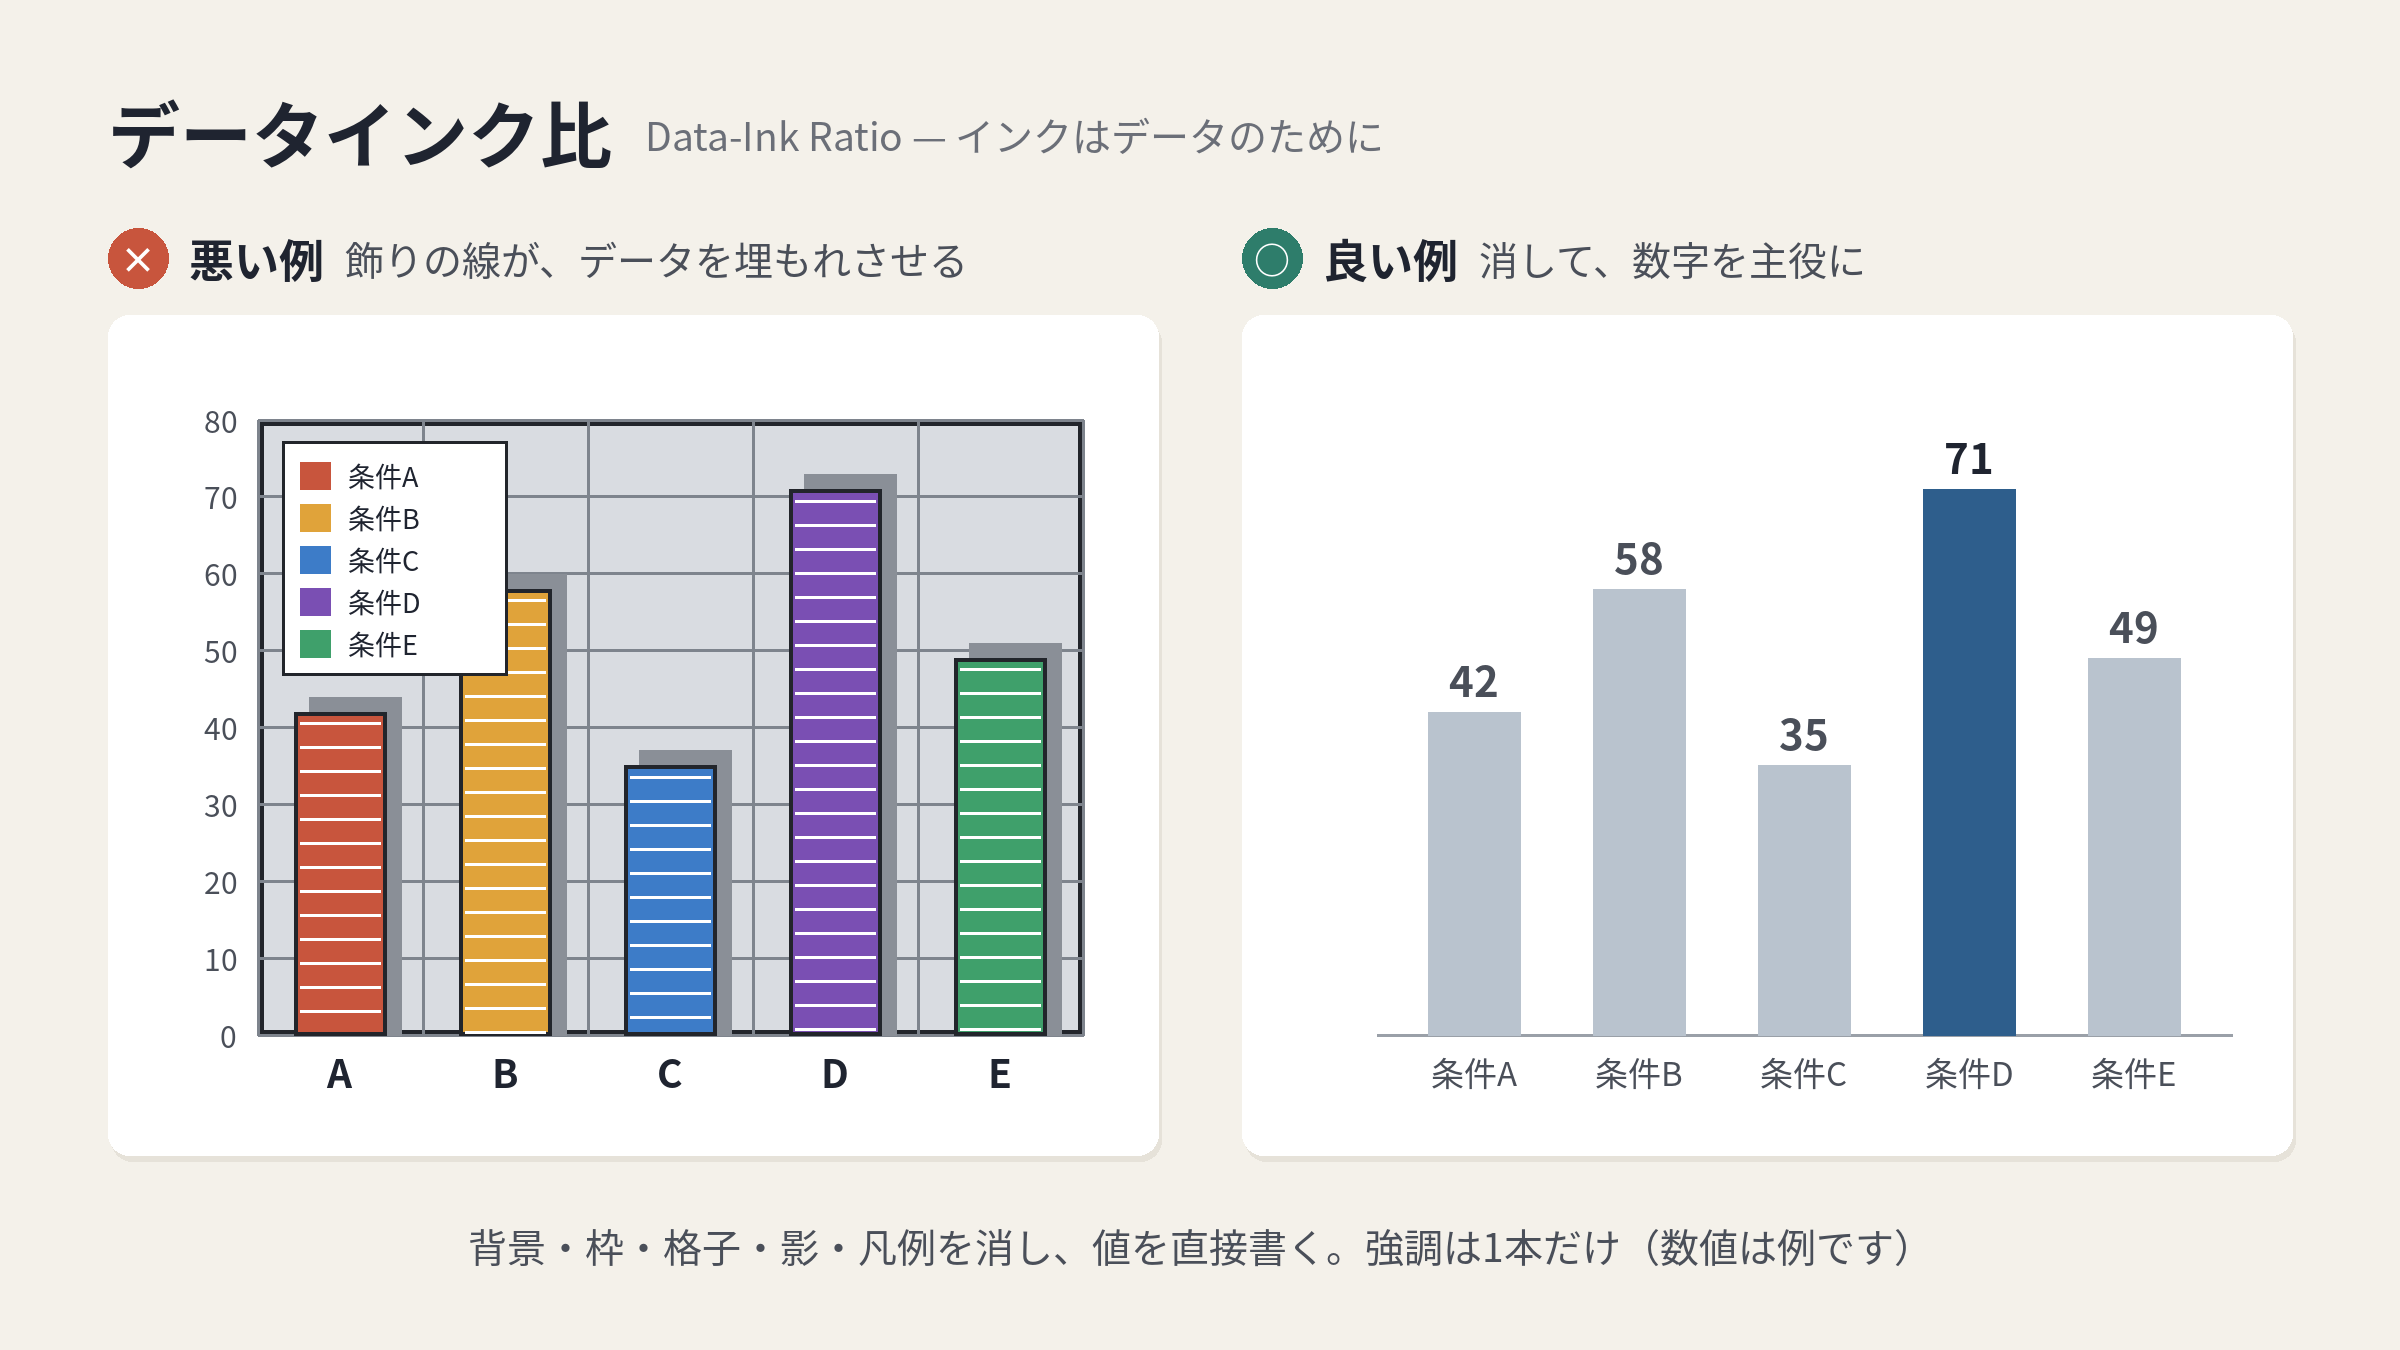 データインク比 Data-Ink Ratio — インクはデータのために
× 悪い例 飾りの線が、データを埋もれさせる
80
70
60
50
40
30
20
10
0
条件A
条件B
条件C
条件D
条件E
A B C D E
◯ 良い例 消して、数字を主役に
42 58 35 71 49
条件A 条件B 条件C 条件D 条件E
背景・枠・格子・影・凡例を消し、値を直接書く。強調は1本だけ（数値は例です）